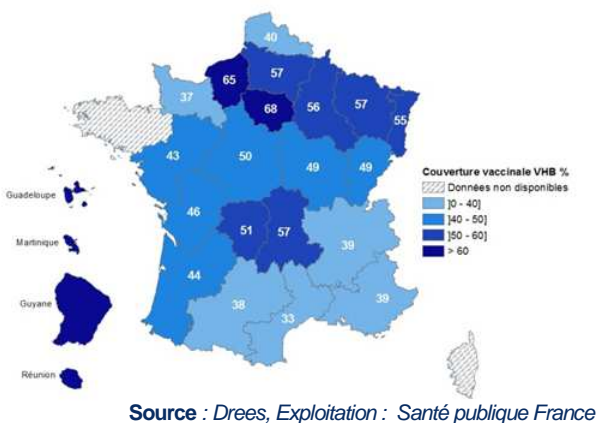 40
65
57
37
68
56
57
55
43
50
49
49
46
51
57
39
44
38
33
39
Guadeloupe
Martinique
Guyane
Réunion
Couverture vaccinale VHB %
Données non disponibles
]0 - 40]
]40 - 50]
]50 - 60]
> 60
Source : Drees, Exploitation : Santé publique France